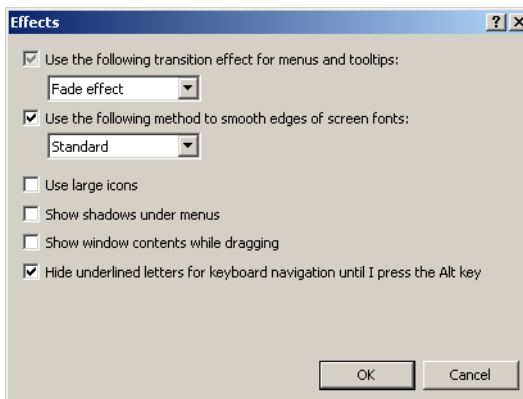 Effects
Use the following transition effect for menus and tooltips:
Fade effect
Use the following method to smooth edges of screen fonts:
Standard
Use large icons
Show shadows under menus
Show window contents while dragging
Hide underlined letters for keyboard navigation until I press the Alt key
OK Cancel